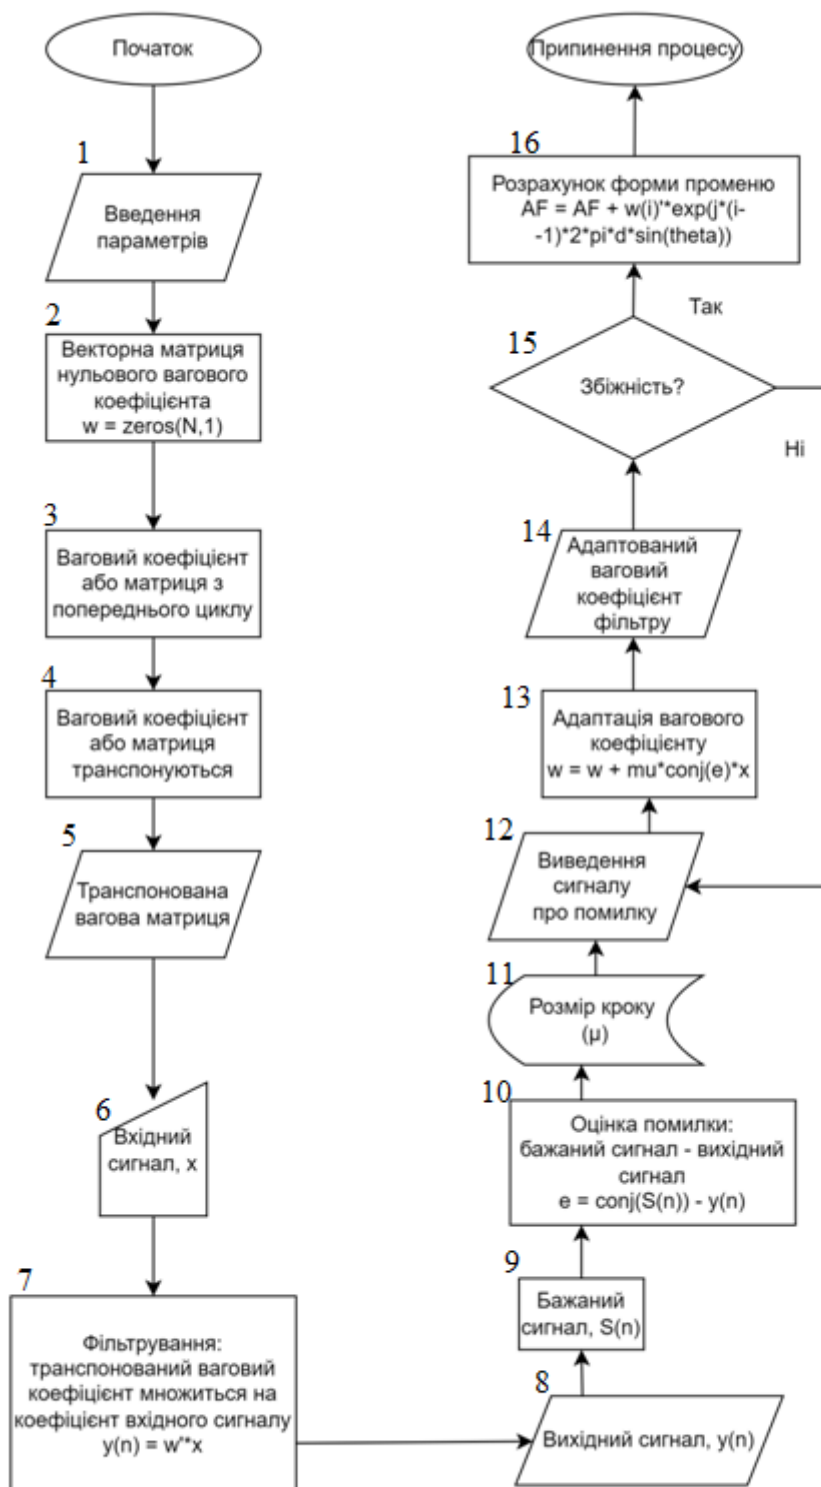 Початок
1
Введення
параметрів
2
Векторна матриця
нульового вагового
коефіцієнта
w = zeros(N,1)
3
Ваговий коефіцієнт
або матриця з
попереднього циклу
4
Ваговий коефіцієнт
або матриця
транспонуються
5
Транспонована
вагова матриця
6
Вхідний
сигнал, x
7
Фільтрування:
транспонований ваговий
коефіцієнт множиться на
коефіцієнт вхідного сигналу
y(n) = w'*x
8
Вихідний сигнал, y(n)
9
Бажаний
сигнал, S(n)
10
Оцінка помилки:
бажаний сигнал - вихідний
сигнал
e = conj(S(n)) - y(n)
11
Розмір кроку
(μ)
12
Виведення
сигналу
про помилку
13
Адаптація вагового
коефіцієнту
w = w + mu*conj(e)*x
14
Адаптований
ваговий
коефіцієнт
фільтру
15
Збіжність?
Так
Ні
16
Розрахунок форми променю
AF = AF + w(i)'*exp(j*(i-
-1)*2*pi*d*sin(theta))
Припинення процесу